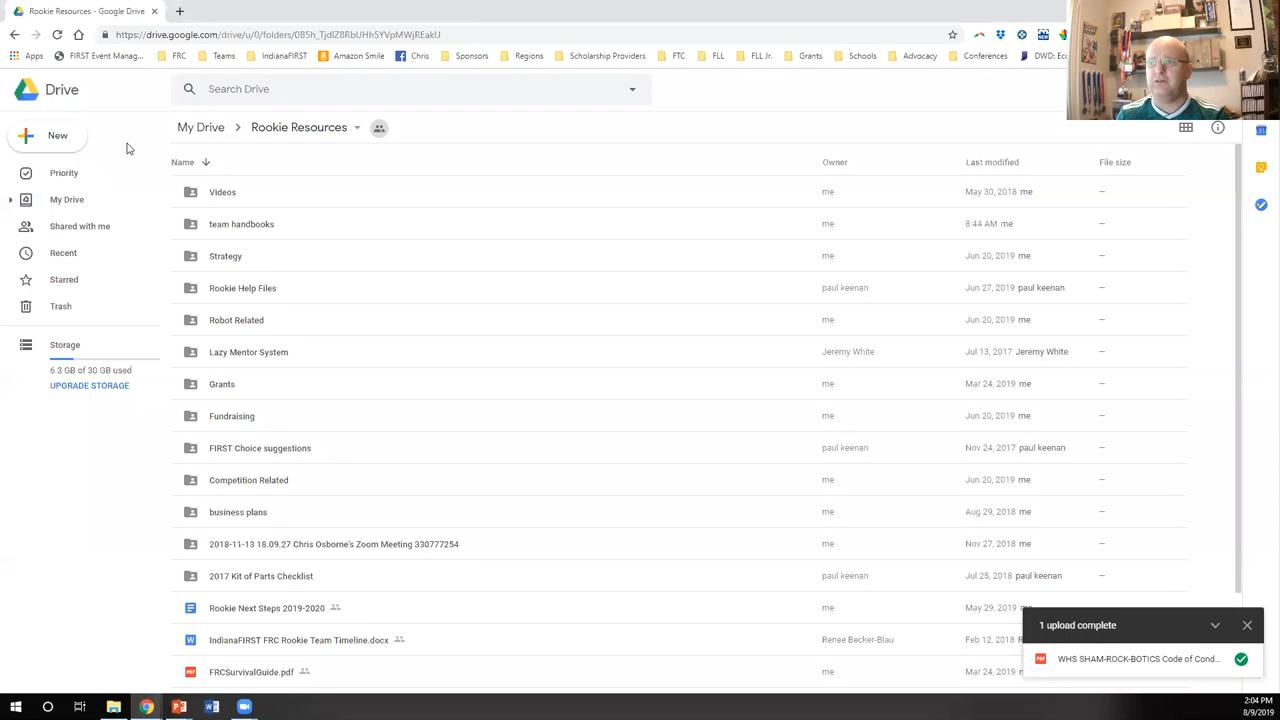 Rookie Resources - Google Drive
https://drive.google.com/drive/u/0/folders/0B5h_TjdIZ8RbUHh5YVpMWjREakU
Apps FIRST Event Manag... FRC Teams IndianaFIRST Amazon Smile Chris Sponsors Regions Scholarship Providers FTC FLL FLL Jr. Grants Schools Advocacy Conferences DWD: Ec
Drive
Search Drive
New
My Drive Rookie Resources
Name Owner Last modified File size
Priority
My Drive
Shared with me
Recent
Starred
Trash
Storage
6.3 GB of 30 GB used
UPGRADE STORAGE
Videos me May 30, 2018 me –
team handbooks me 8:44 AM me –
Strategy me Jun 20, 2019 me –
Rookie Help Files paul keenan Jun 27, 2019 paul keenan –
Robot Related me Jun 20, 2019 me –
Lazy Mentor System Jeremy White Jul 13, 2017 Jeremy White –
Grants me Mar 24, 2019 me –
Fundraising me Jun 20, 2019 me –
FIRST Choice suggestions paul keenan Nov 24, 2017 paul keenan –
Competition Related me Jun 20, 2019 me –
business plans me Aug 29, 2018 me –
2018-11-13 18.09.27 Chris Osborne's Zoom Meeting 330777254 me Nov 27, 2018 me –
2017 Kit of Parts Checklist paul keenan Jul 25, 2018 paul keenan –
Rookie Next Steps 2019-2020 me May 29, 2019
IndianaFIRST FRC Rookie Team Timeline.docx Renee Becker-Blau Feb 12, 2018
FRCSurvivalGuide.pdf me Mar 24, 2019
1 upload complete
PDF WHS SHAM-ROCK-BOTICS Code of Cond...
2:04 PM
8/9/2019